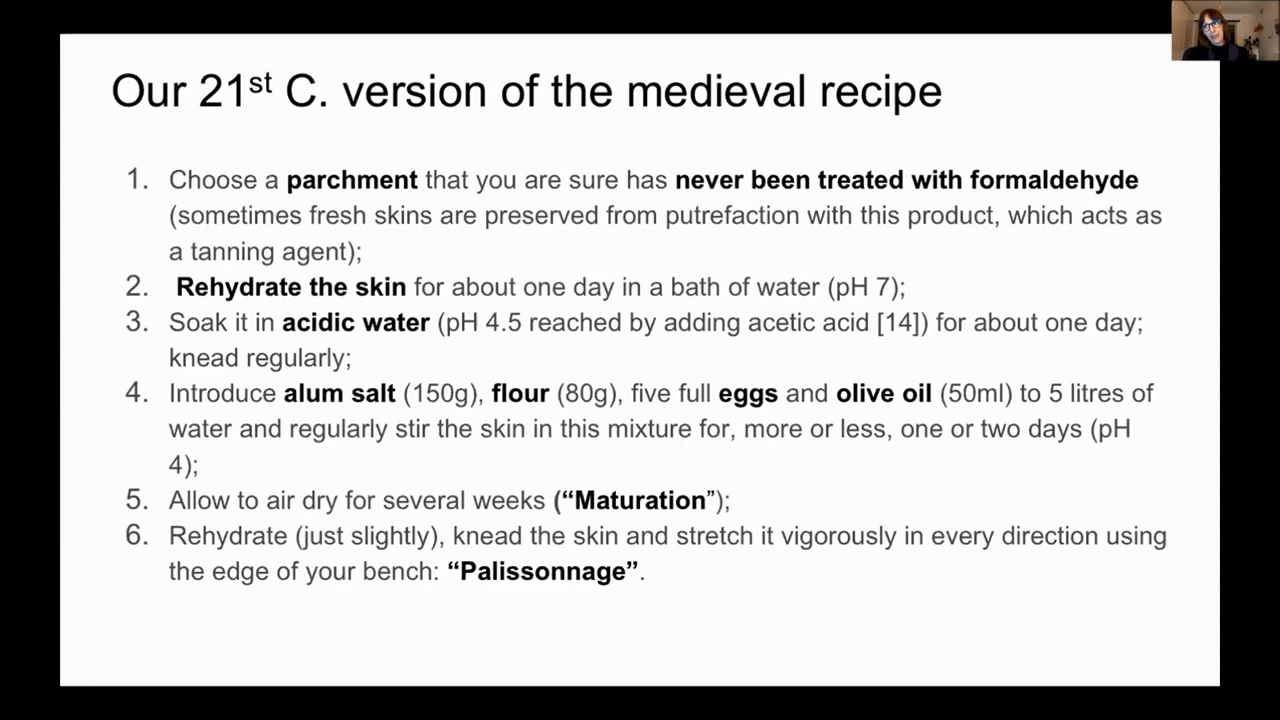 Our 21st C. version of the medieval recipe
1. Choose a parchment that you are sure has never been treated with formaldehyde
(sometimes fresh skins are preserved from putrefaction with this product, which acts as
a tanning agent);
2. Rehydrate the skin for about one day in a bath of water (pH 7);
3. Soak it in acidic water (pH 4.5 reached by adding acetic acid [14]) for about one day;
knead regularly;
4. Introduce alum salt (150g), flour (80g), five full eggs and olive oil (50ml) to 5 litres of
water and regularly stir the skin in this mixture for, more or less, one or two days (pH
4);
5. Allow to air dry for several weeks (“Maturation”);
6. Rehydrate (just slightly), knead the skin and stretch it vigorously in every direction using
the edge of your bench: “Palissonnage”.